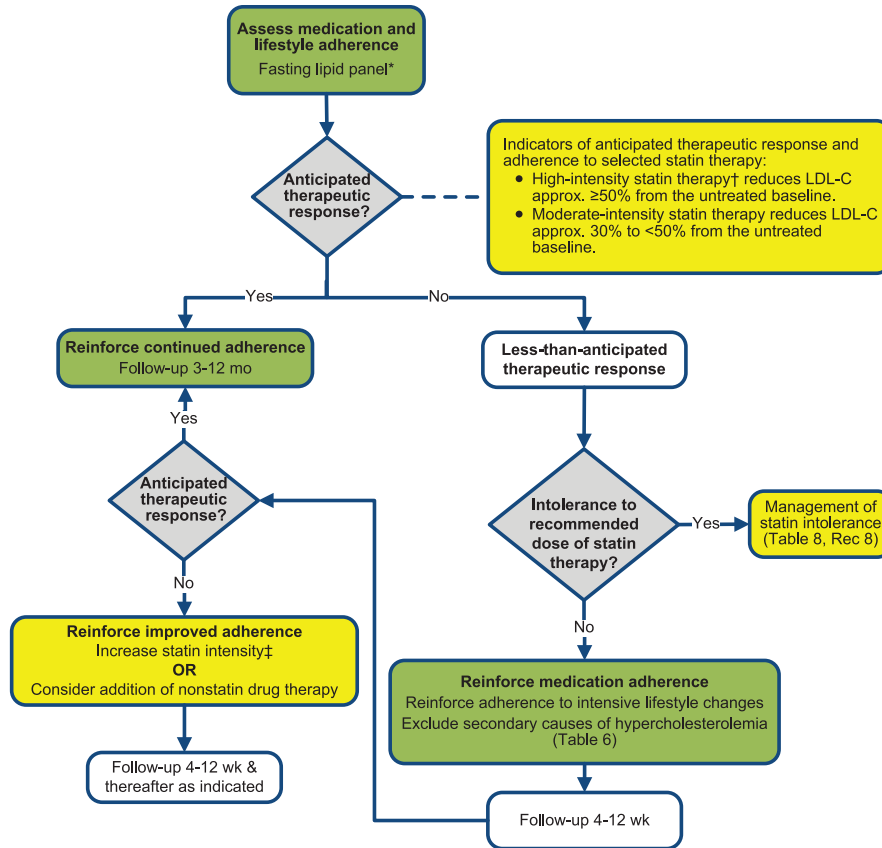 Assess medication and
lifestyle adherence
Fasting lipid panel*
Anticipated
therapeutic
response?
Indicators of anticipated therapeutic response and
adherence to selected statin therapy:
• High-intensity statin therapy† reduces LDL-C
approx. ≥50% from the untreated baseline.
• Moderate-intensity statin therapy reduces LDL-C
approx. 30% to <50% from the untreated
baseline.
Yes
No
Reinforce continued adherence
Follow-up 3-12 mo
Less-than-anticipated
therapeutic response
Yes
Anticipated
therapeutic
response?
Intolerance to
recommended
dose of statin
therapy?
Yes
Management of
statin intolerance
(Table 8, Rec 8)
No
No
Reinforce improved adherence
Increase statin intensity‡
OR
Consider addition of nonstatin drug therapy
Reinforce medication adherence
Reinforce adherence to intensive lifestyle changes
Exclude secondary causes of hypercholesterolemia
(Table 6)
Follow-up 4-12 wk &
thereafter as indicated
Follow-up 4-12 wk